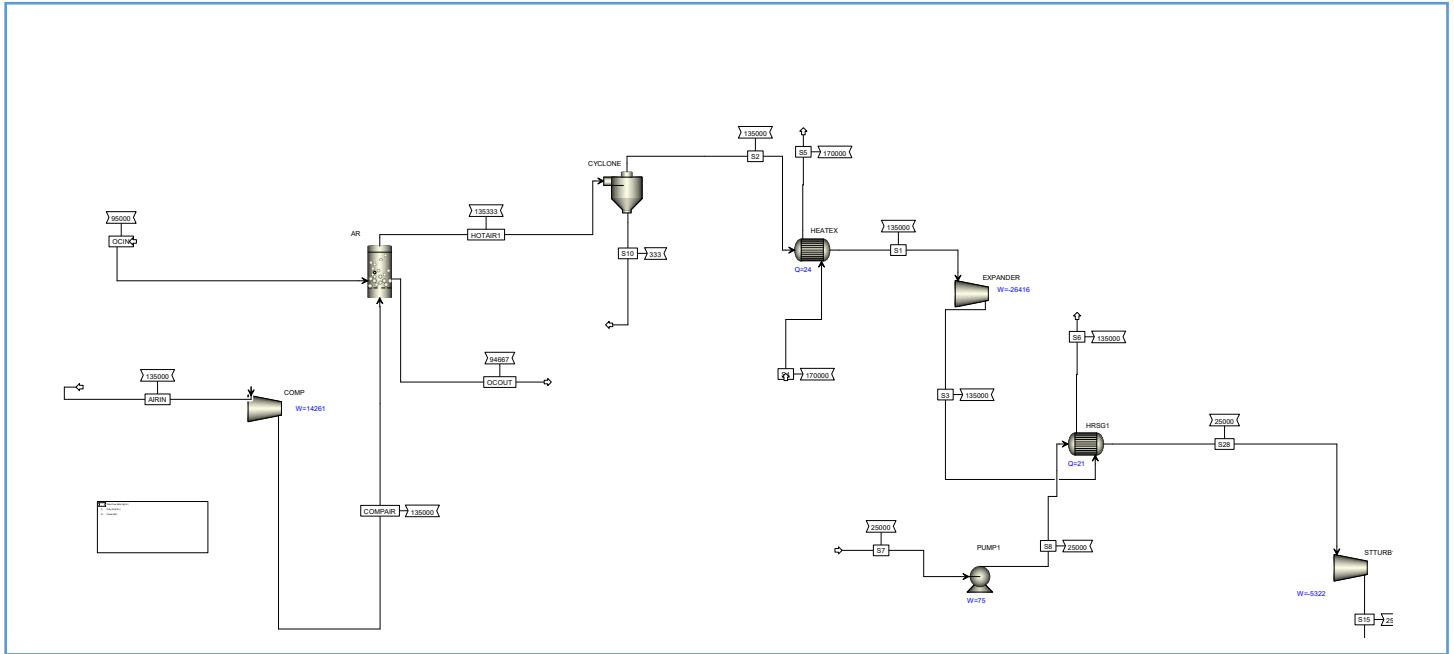 135000
S2
S5
170000
CYCLONE
95000
OCIN
135333
HOTAIR1
AR
S10
333
HEATEX
Q=24
135000
S1
EXPANDER
W=-26416
S6
135000
94667
OCOUT
170000
135000
AIRIN
COMP
W=14261
S3
135000
HRSG1
Q=21
25000
S28
COMPAIR
135000
25000
S7
PUMP1
W=75
S8
25000
STTURB
W=-5322
S15
25